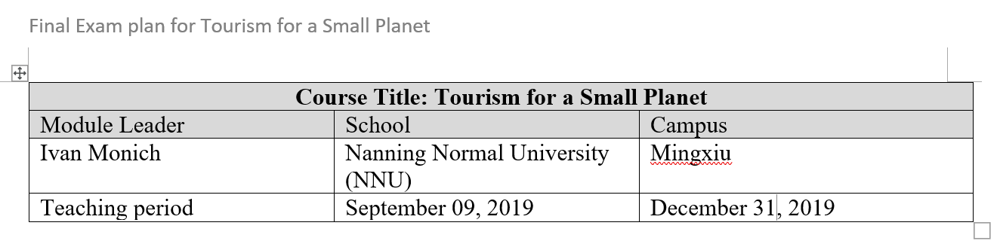 Final Exam plan for Tourism for a Small Planet
Course Title: Tourism for a Small Planet
Module Leader School Campus
Ivan Monich Nanning Normal University Mingxiu
(NNU)
Teaching period September 09, 2019 December 31, 2019